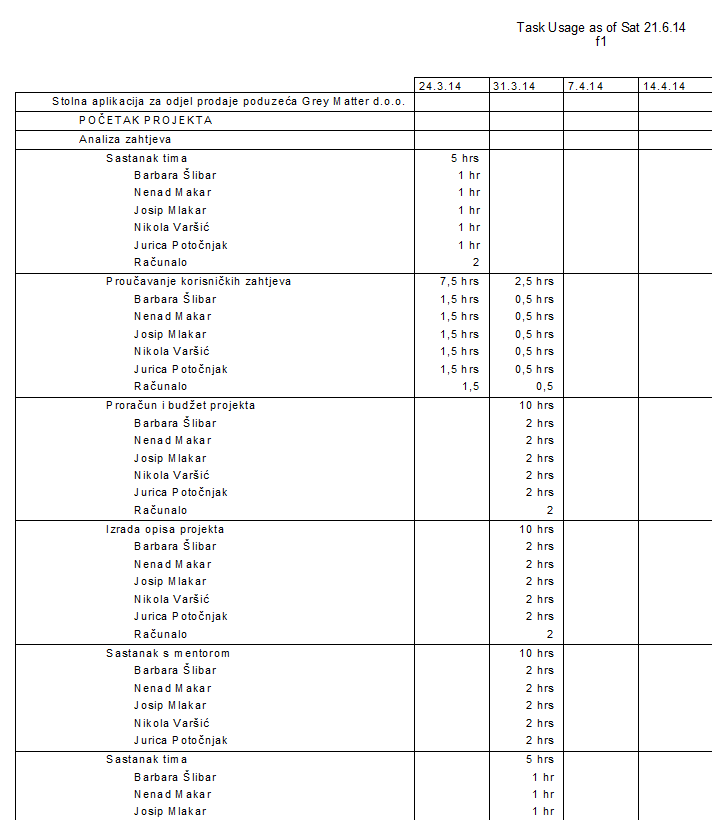 Task Usage as of Sat 21.6.14
f1
24.3.14 31.3.14 7.4.14 14.4.14
Stolna aplikacija za odjel prodaje poduzeća Grey Matter d.o.o.
POČETAK PROJEKTA
Analiza zahtjeva
Sastanak tima 5 hrs
Barbara Šlibar 1 hr
Nenad Makar 1 hr
Josip Mlakar 1 hr
Nikola Varšić 1 hr
Jurica Potočnjak 1 hr
Računalo 2
Proučavanje korisničkih zahtjeva 7,5 hrs 2,5 hrs
Barbara Šlibar 1,5 hrs 0,5 hrs
Nenad Makar 1,5 hrs 0,5 hrs
Josip Mlakar 1,5 hrs 0,5 hrs
Nikola Varšić 1,5 hrs 0,5 hrs
Jurica Potočnjak 1,5 hrs 0,5 hrs
Računalo 1,5 0,5
Proračun i budžet projekta 10 hrs
Barbara Šlibar 2 hrs
Nenad Makar 2 hrs
Josip Mlakar 2 hrs
Nikola Varšić 2 hrs
Jurica Potočnjak 2 hrs
Računalo 2
Izrada opisa projekta 10 hrs
Barbara Šlibar 2 hrs
Nenad Makar 2 hrs
Josip Mlakar 2 hrs
Nikola Varšić 2 hrs
Jurica Potočnjak 2 hrs
Računalo 2
Sastanak s mentorom 10 hrs
Barbara Šlibar 2 hrs
Nenad Makar 2 hrs
Josip Mlakar 2 hrs
Nikola Varšić 2 hrs
Jurica Potočnjak 2 hrs
Sastanak tima 5 hrs
Barbara Šlibar 1 hr
Nenad Makar 1 hr
Josip Mlakar 1 hr